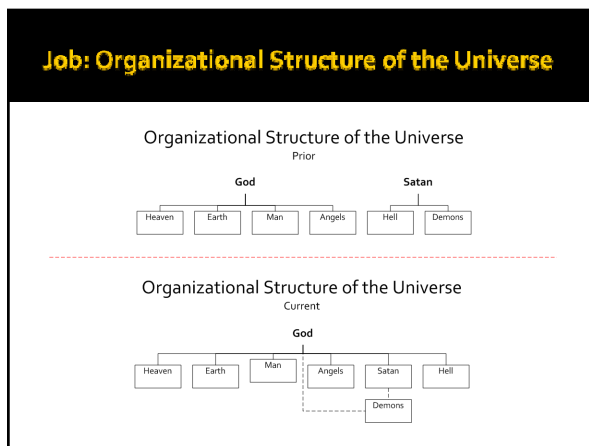 Job: Organizational Structure of the Universe
Organizational Structure of the Universe
Prior
God Satan
Heaven Earth Man Angels Hell Demons
Organizational Structure of the Universe
Current
God
Heaven Earth Man Angels Satan Hell
Demons